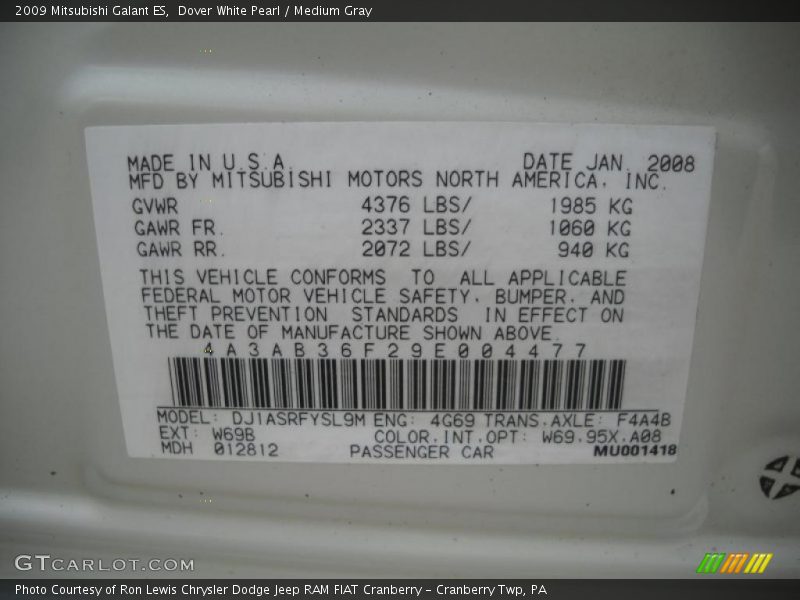 2009 Mitsubishi Galant ES,  Dover White Pearl / Medium Gray
MADE IN U.S.A. DATE JAN. 2008
MFD BY MITSUBISHI MOTORS NORTH AMERICA, INC.
GVWR 4376 LBS/ 1985 KG
GAWR FR. 2337 LBS/ 1060 KG
GAWR RR. 2072 LBS/ 940 KG
THIS VEHICLE CONFORMS TO ALL APPLICABLE
FEDERAL MOTOR VEHICLE SAFETY, BUMPER, AND
THEFT PREVENTION STANDARDS IN EFFECT ON
THE DATE OF MANUFACTURE SHOWN ABOVE.
4A3AB36F29E004477
MODEL: DJ1ASRFYSL9M ENG: 4G69 TRANS.AXLE: F4A4B
EXT: W69B COLOR.INT.OPT: W69.95X.A08
MDH 012812 PASSENGER CAR MU001418
GTCARLOT.COM
Photo Courtesy of Ron Lewis Chrysler Dodge Jeep RAM FIAT Cranberry – Cranberry Twp, PA